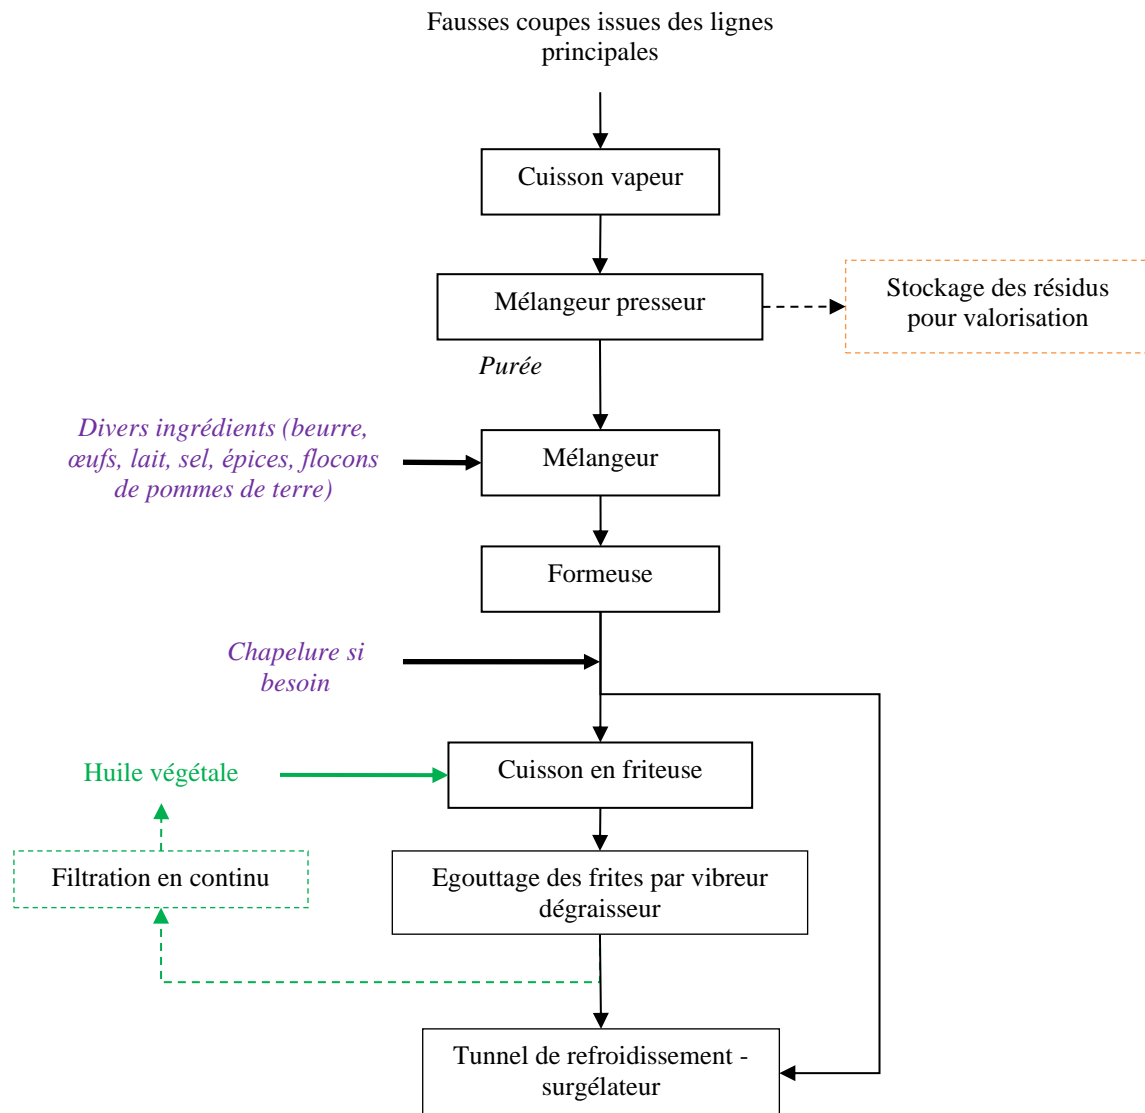 Fausses coupes issues des lignes
principales
Cuisson vapeur
Mélangeur presseur
Stockage des résidus
pour valorisation
Purée
Divers ingrédients (beurre,
œufs, lait, sel, épices, flocons
de pommes de terre)
Mélangeur
Formeuse
Chapelure si
besoin
Huile végétale
Cuisson en friteuse
Filtration en continu
Egouttage des frites par vibreur
dégraisseur
Tunnel de refroidissement -
surgélateur